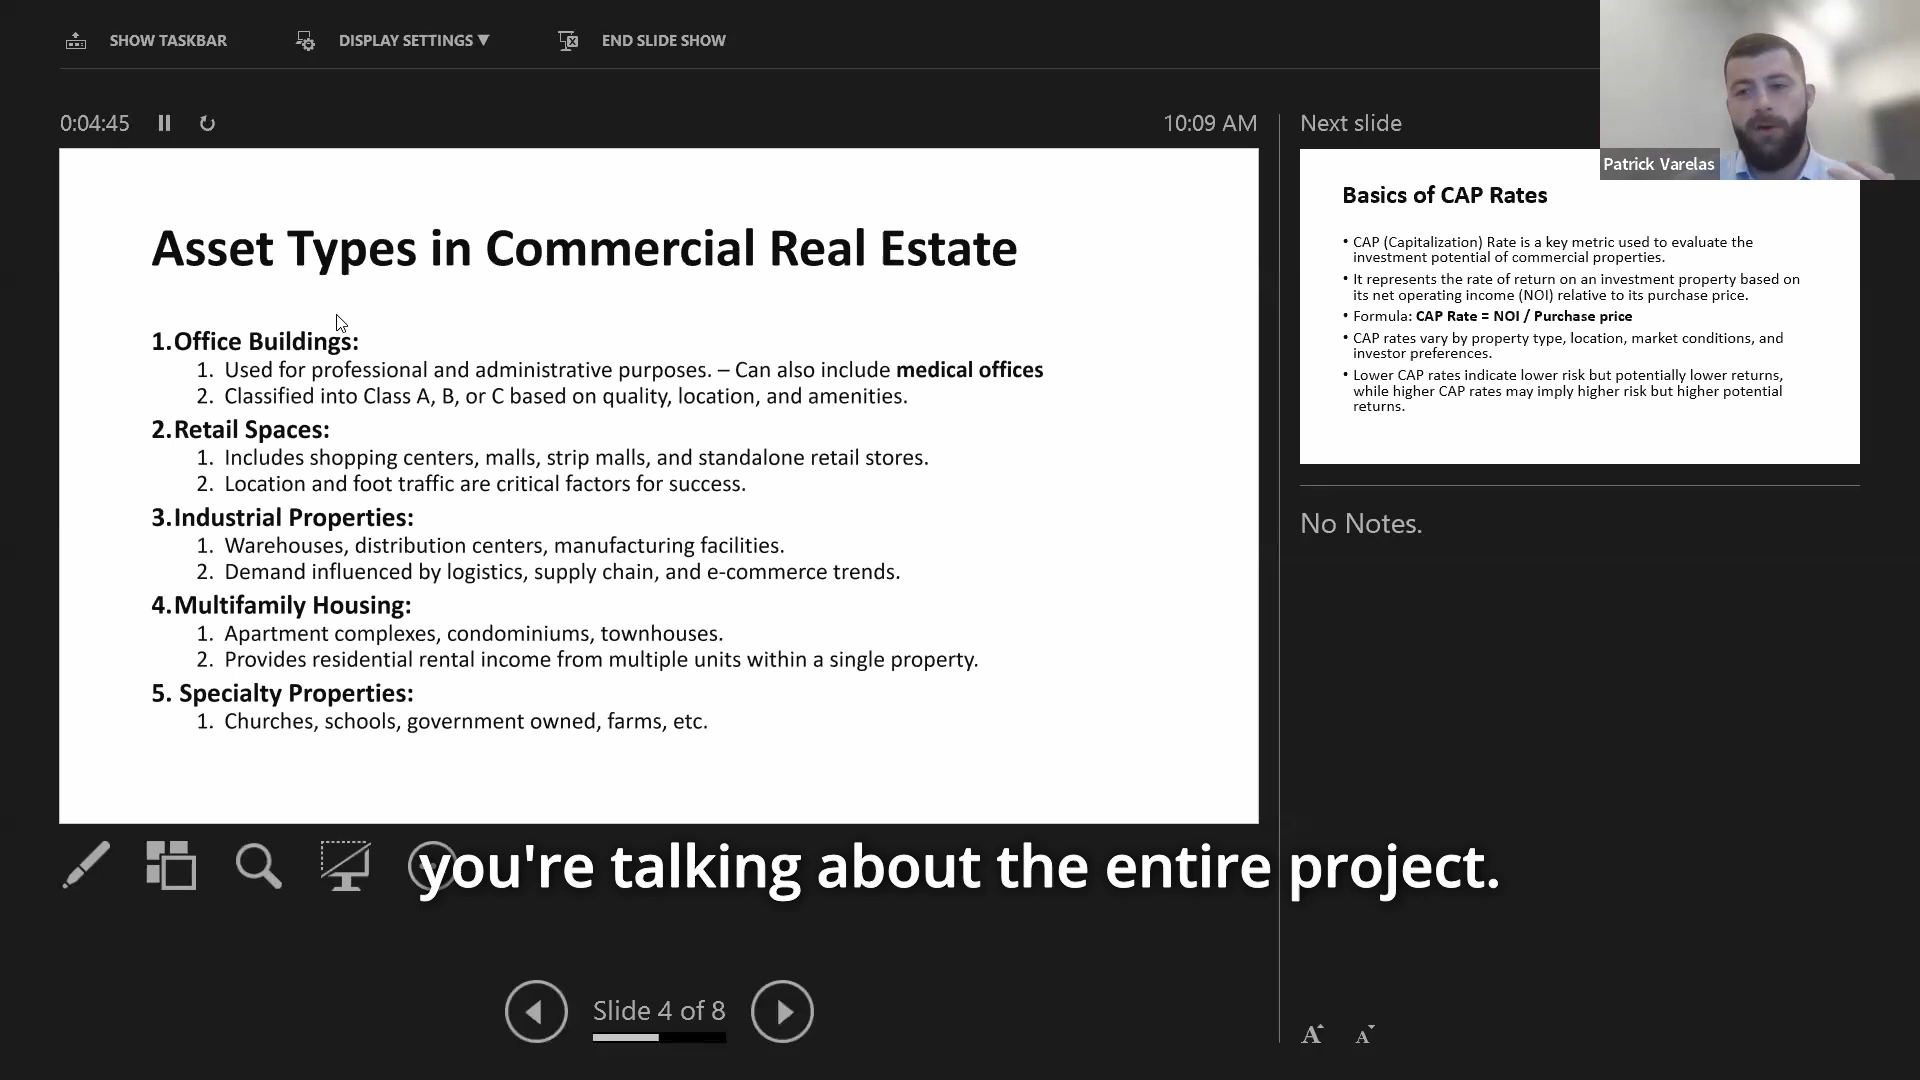 SHOW TASKBAR
DISPLAY SETTINGS ▼
END SLIDE SHOW
0:04:45
10:09 AM
Next slide
Patrick Varelas
Asset Types in Commercial Real Estate
1.Office Buildings:
1. Used for professional and administrative purposes. – Can also include medical offices
2. Classified into Class A, B, or C based on quality, location, and amenities.
2.Retail Spaces:
1. Includes shopping centers, malls, strip malls, and standalone retail stores.
2. Location and foot traffic are critical factors for success.
3.Industrial Properties:
1. Warehouses, distribution centers, manufacturing facilities.
2. Demand influenced by logistics, supply chain, and e-commerce trends.
4.Multifamily Housing:
1. Apartment complexes, condominiums, townhouses.
2. Provides residential rental income from multiple units within a single property.
5. Specialty Properties:
1. Churches, schools, government owned, farms, etc.
Basics of CAP Rates
• CAP (Capitalization) Rate is a key metric used to evaluate the
investment potential of commercial properties.
• It represents the rate of return on an investment property based on
its net operating income (NOI) relative to its purchase price.
• Formula: CAP Rate = NOI / Purchase price
• CAP rates vary by property type, location, market conditions, and
investor preferences.
• Lower CAP rates indicate lower risk but potentially lower returns,
while higher CAP rates may imply higher risk but higher potential
returns.
No Notes.
you're talking about the entire project.
Slide 4 of 8
A A